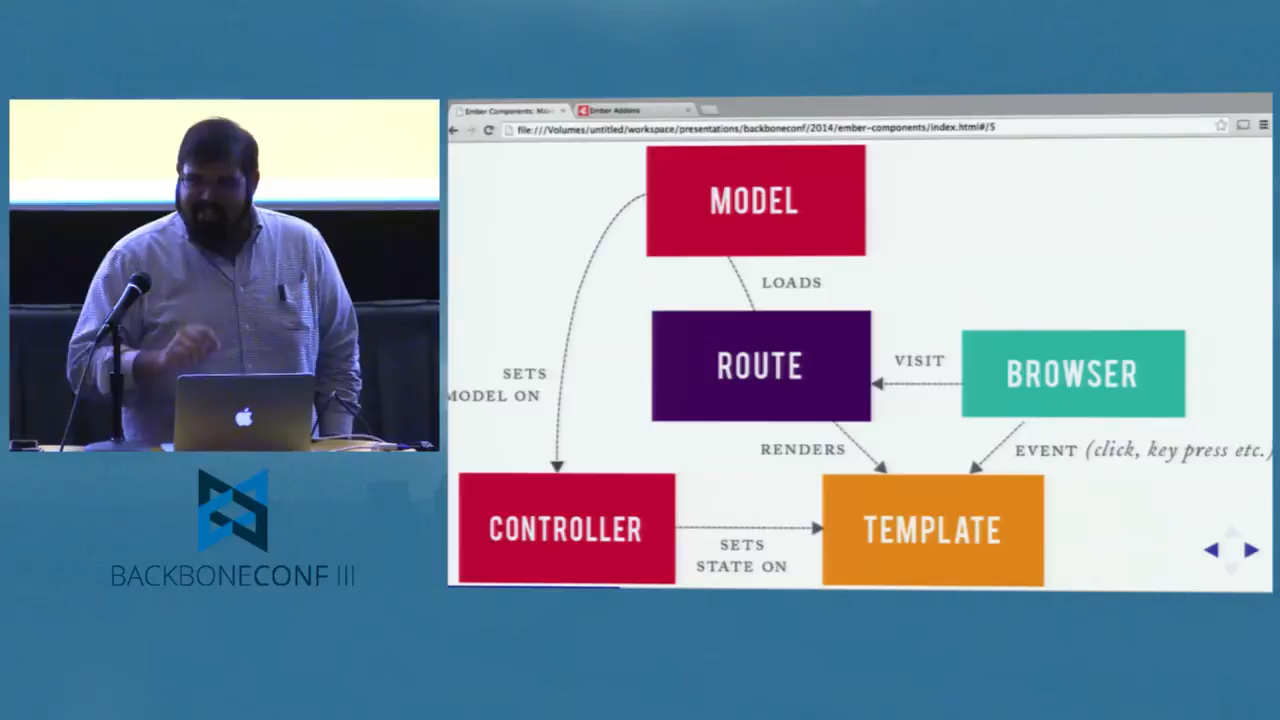 Ember Components: Mak
Ember Addons
file:///Volumes/untitled/workspace/presentations/backboneconf/2014/ember-components/index.html#/5
MODEL
LOADS
ROUTE
VISIT
BROWSER
SETS
MODEL ON
RENDERS
EVENT (click, key press etc.)
CONTROLLER
SETS
STATE ON
TEMPLATE
BACKBONECONF III